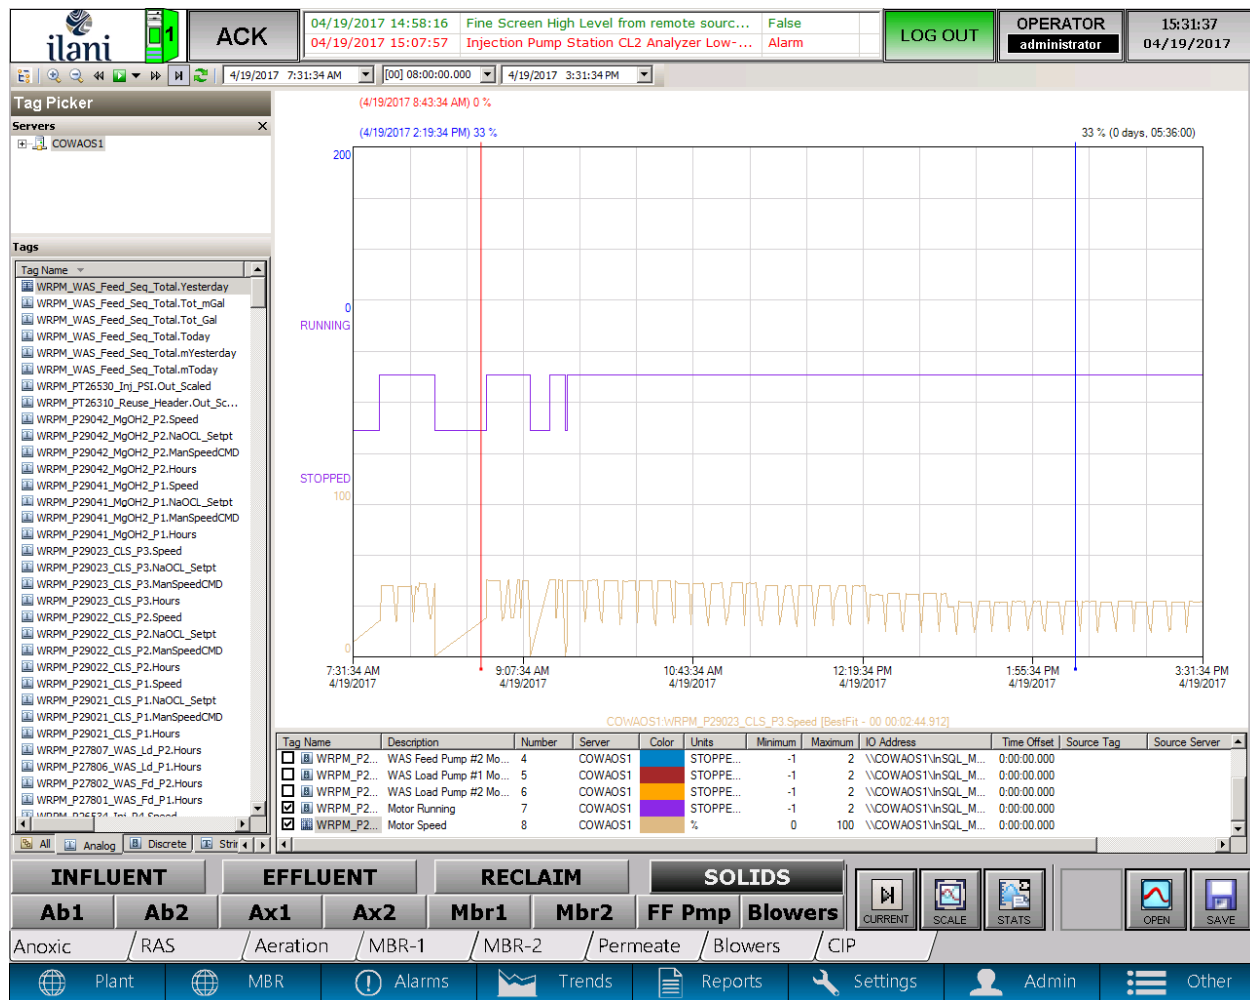 ilani
1
ACK
04/19/2017 14:58:16 Fine Screen High Level from remote sourc... False
04/19/2017 15:07:57 Injection Pump Station CL2 Analyzer Low-... Alarm
LOG OUT
OPERATOR
administrator
15:31:37
04/19/2017
4/19/2017 7:31:34 AM [00] 08:00:00.000 4/19/2017 3:31:34 PM
Tag Picker
Servers X
COWAOS1
Tags
Tag Name
WRPM_WAS_Feed_Seq_Total.Yesterday
WRPM_WAS_Feed_Seq_Total.Tot_mGal
WRPM_WAS_Feed_Seq_Total.Tot_Gal
WRPM_WAS_Feed_Seq_Total.Today
WRPM_WAS_Feed_Seq_Total.mYesterday
WRPM_WAS_Feed_Seq_Total.mToday
WRPM_PT26530_Inj_PSI.Out_Scaled
WRPM_PT26310_Reuse_Header.Out_Sc...
WRPM_P29042_MgOH2_P2.Speed
WRPM_P29042_MgOH2_P2.NaOCL_Setpt
WRPM_P29042_MgOH2_P2.ManSpeedCMD
WRPM_P29042_MgOH2_P2.Hours
WRPM_P29041_MgOH2_P1.Speed
WRPM_P29041_MgOH2_P1.NaOCL_Setpt
WRPM_P29041_MgOH2_P1.ManSpeedCMD
WRPM_P29041_MgOH2_P1.Hours
WRPM_P29023_CLS_P3.Speed
WRPM_P29023_CLS_P3.NaOCL_Setpt
WRPM_P29023_CLS_P3.ManSpeedCMD
WRPM_P29023_CLS_P3.Hours
WRPM_P29022_CLS_P2.Speed
WRPM_P29022_CLS_P2.NaOCL_Setpt
WRPM_P29022_CLS_P2.ManSpeedCMD
WRPM_P29022_CLS_P2.Hours
WRPM_P29021_CLS_P1.Speed
WRPM_P29021_CLS_P1.NaOCL_Setpt
WRPM_P29021_CLS_P1.ManSpeedCMD
WRPM_P29021_CLS_P1.Hours
WRPM_P27807_WAS_Ld_P2.Hours
WRPM_P27806_WAS_Ld_P1.Hours
WRPM_P27802_WAS_Fd_P2.Hours
WRPM_P27801_WAS_Fd_P1.Hours
All Analog Discrete Strir
(4/19/2017 8:43:34 AM) 0 %
(4/19/2017 2:19:34 PM) 33 %
33 % (0 days, 05:36:00)
200
0
RUNNING
STOPPED
100
0
7:31:34 AM 9:07:34 AM 10:43:34 AM 12:19:34 PM 1:55:34 PM 3:31:34 PM
4/19/2017 4/19/2017 4/19/2017 4/19/2017 4/19/2017 4/19/2017
COWAOS1:WRPM_P29023_CLS_P3.Speed [BestFit - 00 00:02:44.912]
Tag Name Description Number Server Color Units Minimum Maximum IO Address Time Offset Source Tag Source Server
WRPM_P2... WAS Feed Pump #2 Mo... 4 COWAOS1 STOPPE... -1 2 \\COWAOS1\InSQL_M... 0:00:00.000
WRPM_P2... WAS Load Pump #1 Mo... 5 COWAOS1 STOPPE... -1 2 \\COWAOS1\InSQL_M... 0:00:00.000
WRPM_P2... WAS Load Pump #2 Mo... 6 COWAOS1 STOPPE... -1 2 \\COWAOS1\InSQL_M... 0:00:00.000
WRPM_P2... Motor Running 7 COWAOS1 STOPPE... -1 2 \\COWAOS1\InSQL_M... 0:00:00.000
WRPM_P2... Motor Speed 8 COWAOS1 % 0 100 \\COWAOS1\InSQL_M... 0:00:00.000
INFLUENT EFFLUENT RECLAIM SOLIDS
Ab1 Ab2 Ax1 Ax2 Mbr1 Mbr2 FF Pmp Blowers
CURRENT SCALE STATS OPEN SAVE
Anoxic RAS Aeration MBR-1 MBR-2 Permeate Blowers CIP
Plant MBR Alarms Trends Reports Settings Admin Other